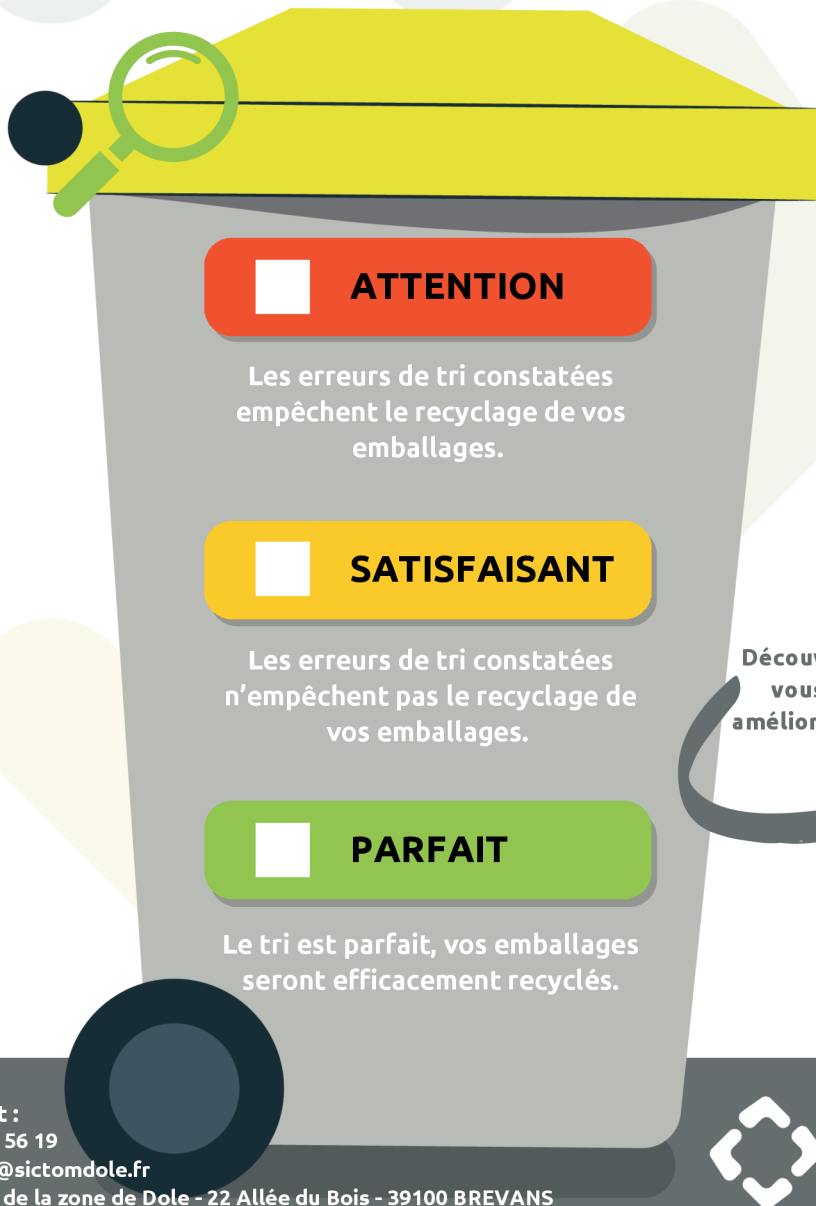 ATTENTION
Les erreurs de tri constatées
empêchent le recyclage de vos
emballages.
SATISFAISANT
Les erreurs de tri constatées
n'empêchent pas le recyclage de
vos emballages.
PARFAIT
Le tri est parfait, vos emballages
seront efficacement recyclés.
vous
56 19
@sictomdole.fr
de la zone de Dole - 22 Allée du Bois - 39100 BREVANS